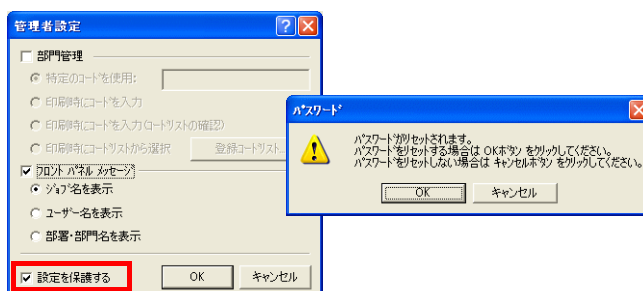 管理者設定
部門管理
特定のコードを使用:
印刷時にコードを入力
印刷時にコードを入力(コードリストの確認)
印刷時にコードリストから選択
登録コードリスト...
フロント パネル メッセージ
ジョブ名を表示
ユーザー名を表示
部署・部門名を表示
設定を保護する
OK
キャンセル
パスワード
パスワードがリセットされます。
パスワードをリセットする場合は OKボタン をクリックしてください。
パスワードをリセットしない場合は キャンセルボタン をクリックしてください。
OK
キャンセル